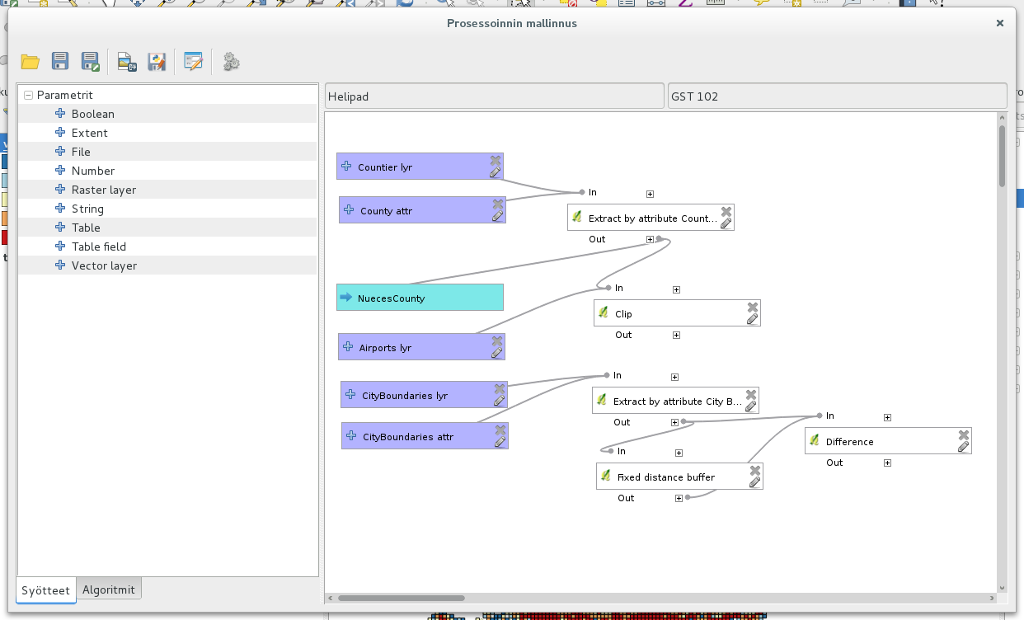 Prosessoinnin mallinnus
Parametrit
Boolean
Extent
File
Number
Raster layer
String
Table
Table field
Vector layer
Syötteet
Algoritmit
Helipad
GST 102
Countier lyr
County attr
In
Extract by attribute Count...
Out
NuecesCounty
In
Clip
Out
Airports lyr
CityBoundaries lyr
CityBoundaries attr
In
Extract by attribute City B...
Out
In
Fixed distance buffer
Out
In
Difference
Out